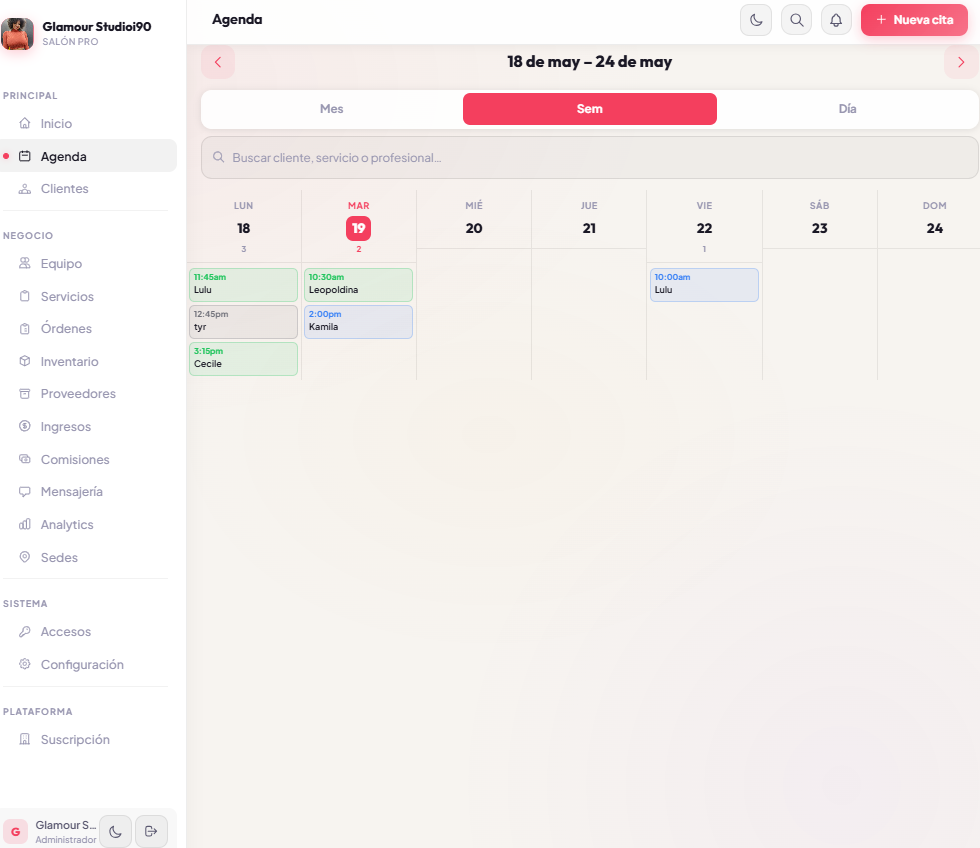 Glamour Studioi90
SALÓN PRO
PRINCIPAL
Inicio
Agenda
Clientes
NEGOCIO
Equipo
Servicios
Órdenes
Inventario
Proveedores
Ingresos
Comisiones
Mensajería
Analytics
Sedes
SISTEMA
Accesos
Configuración
PLATAFORMA
Suscripción
G
Glamour S...
Administrador
Agenda
+ Nueva cita
18 de may – 24 de may
Mes
Sem
Día
Buscar cliente, servicio o profesional...
LUN
18
3
11:45am
Lulu
12:45pm
tyr
3:15pm
Cecile
MAR
19
2
10:30am
Leopoldina
2:00pm
Kamila
MIÉ
20
JUE
21
VIE
22
1
10:00am
Lulu
SÁB
23
DOM
24